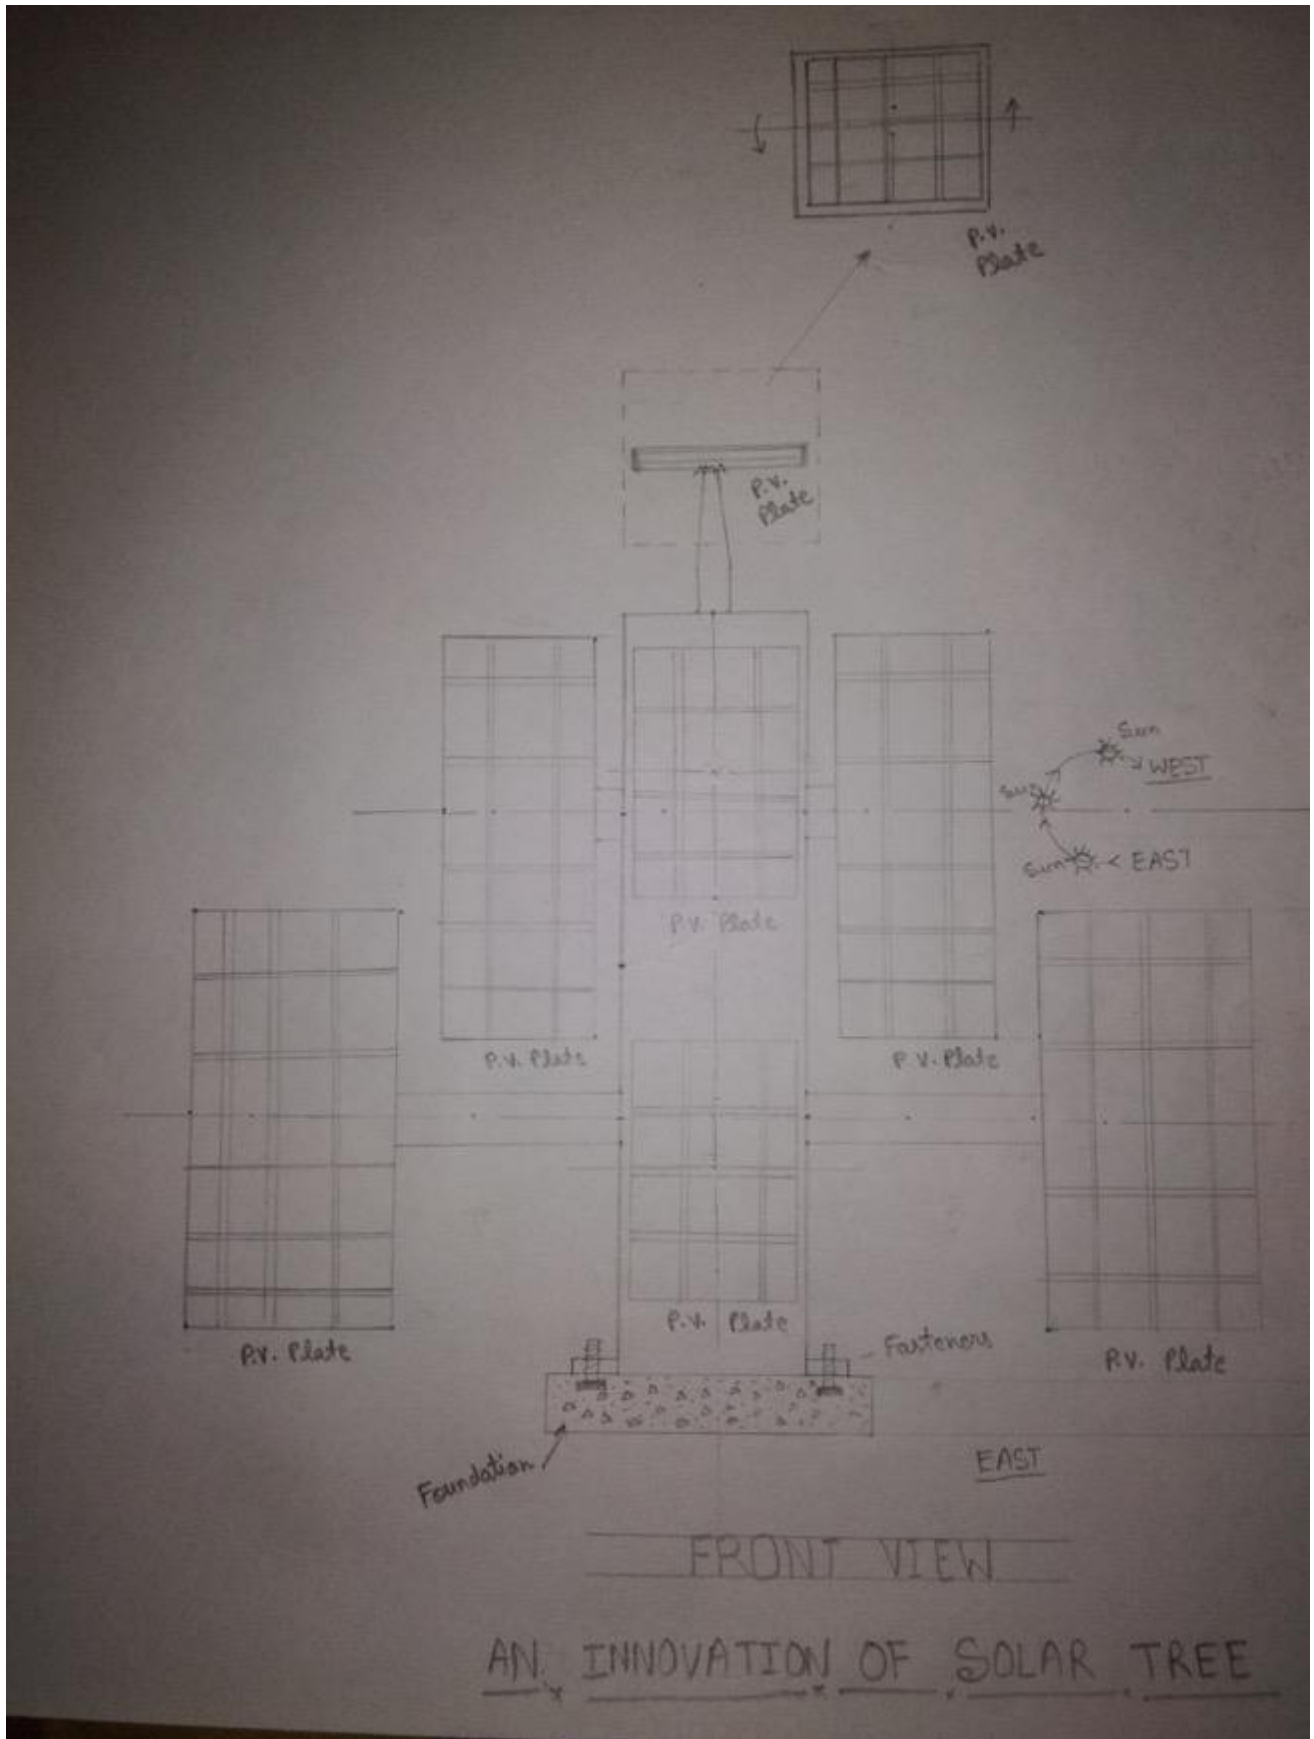 P.V.
Plate
P.V.
Plate
Sun
WEST
Sun
Sun
EAST
P.V. Plate
P.V. Plate
P.V. Plate
P.V. Plate
P.V. Plate
P.V. Plate
Fasteners
Foundation
EAST
FRONT VIEW
AN INNOVATION OF SOLAR TREE